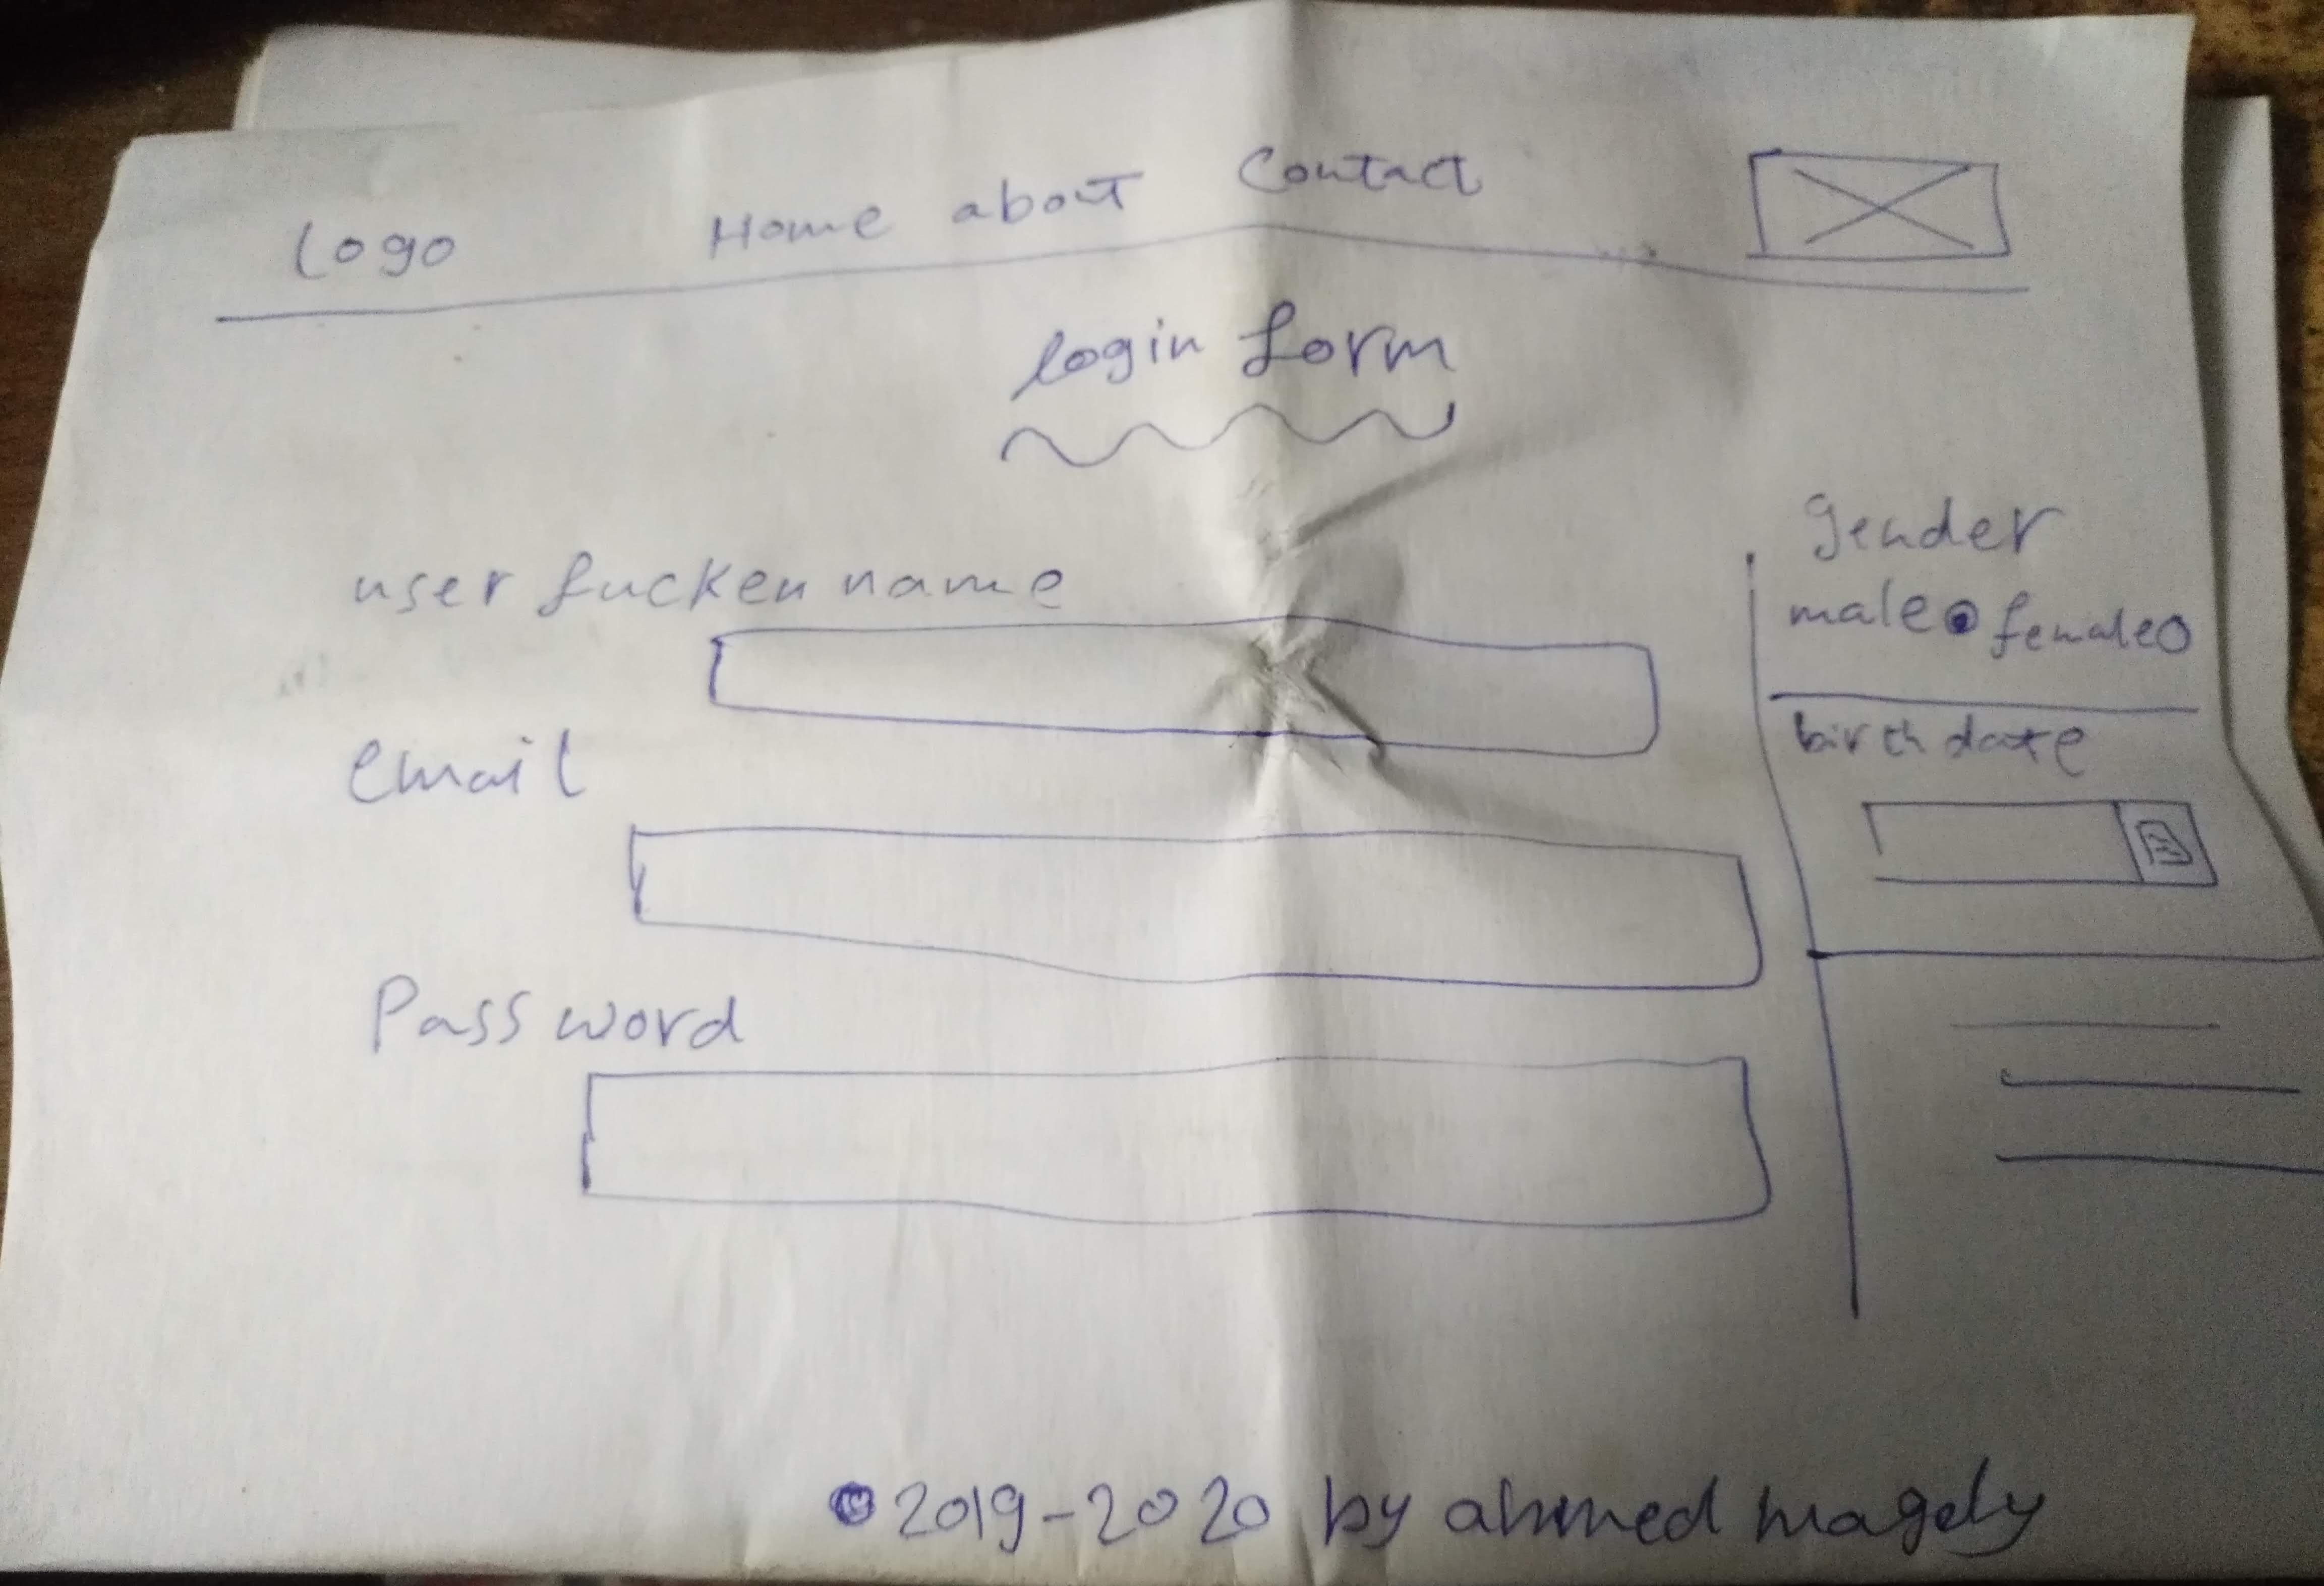 Logo Home about Contact
login form
user fucken name
email
Password
gender
male female
birth date
©2019-2020 by ahmed magely